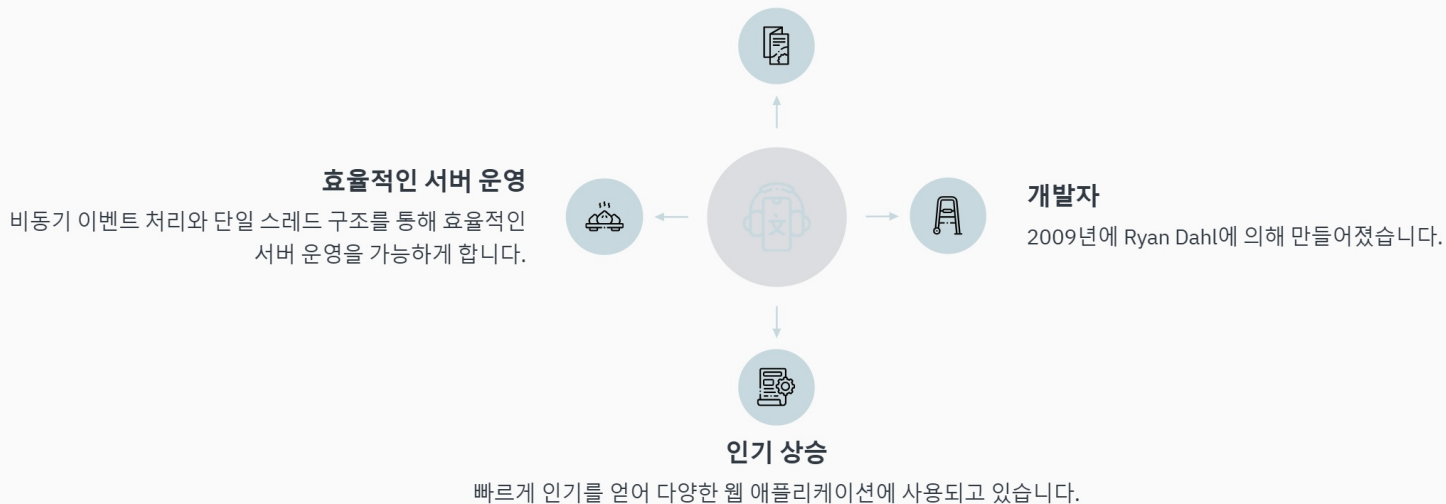 효율적인 서버 운영
비동기 이벤트 처리와 단일 스레드 구조를 통해 효율적인
서버 운영을 가능하게 합니다.
개발자
2009년에 Ryan Dahl에 의해 만들어졌습니다.
인기 상승
빠르게 인기를 얻어 다양한 웹 애플리케이션에 사용되고 있습니다.